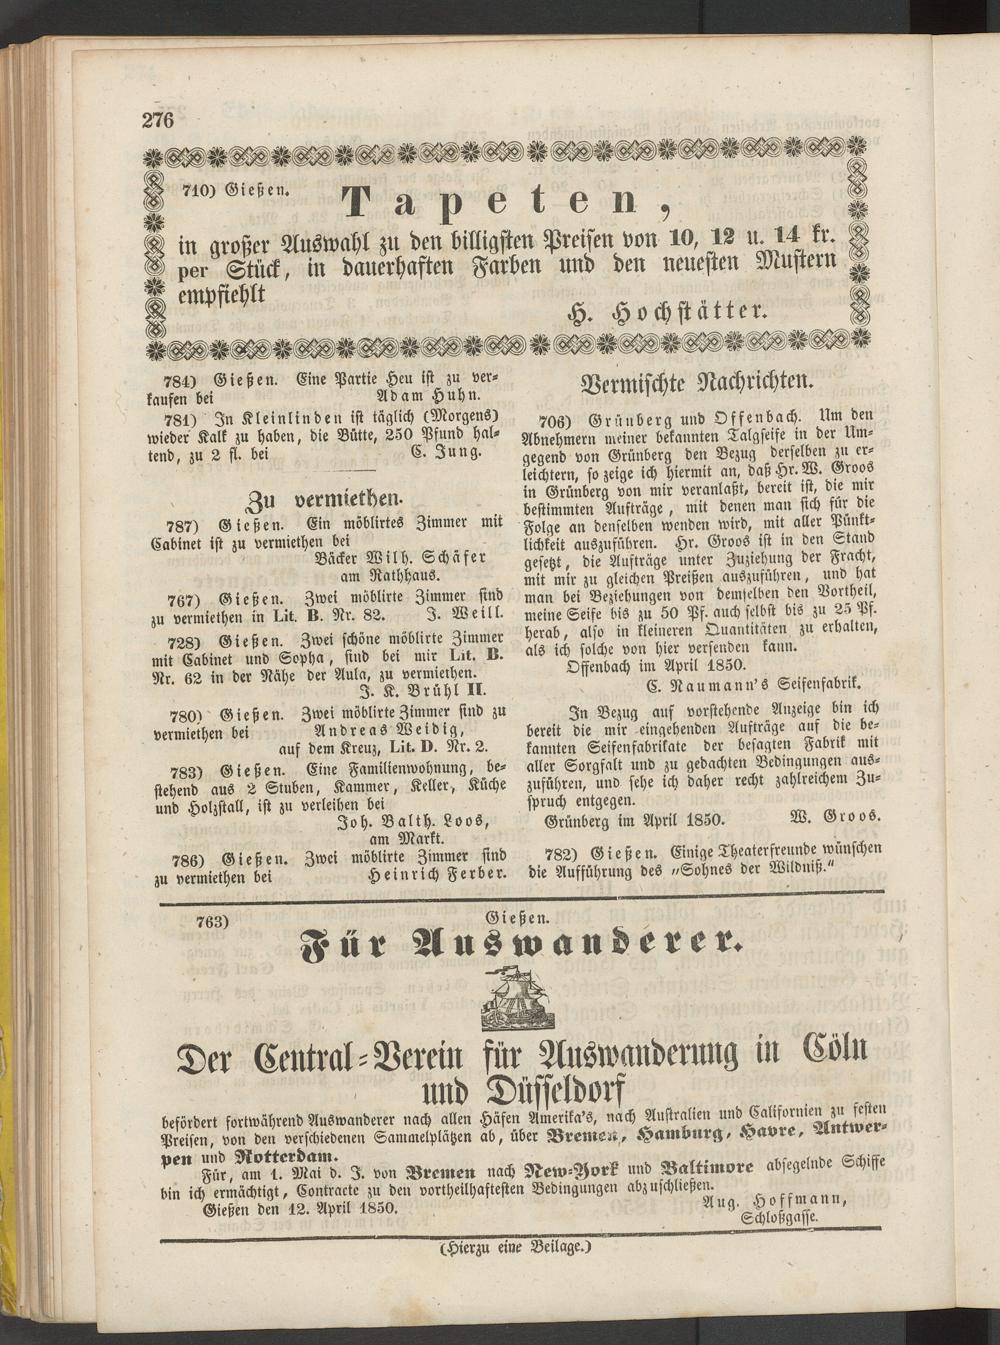 276
710) Gießen.
Tapeten,
in großer Auswahl zu den billigsten Preisen von 10, 12 u. 14 kr.
per Stück, in dauerhaften Farben und den neuesten Mustern
empfiehlt
H. Hochstätter.
784) Gießen. Eine Partie Heu ist zu ver-
kaufen bei Adam Huhn.
781) In Kleinlinden ist täglich (Morgens)
wieder Kalk zu haben, die Bütte, 250 Pfund hal-
tend, zu 2 fl. bei C. Jung.
Zu vermiethen.
787) Gießen. Ein möblirtes Zimmer mit
Cabinet ist zu vermiethen bei
Bäcker Wilh. Schäfer
am Rathhaus.
767) Gießen. Zwei möblirte Zimmer sind
zu vermiethen in Lit. B. Nr. 82. J. Weill.
728) Gießen. Zwei schöne möblirte Zimmer
mit Cabinet und Sopha, sind bei mir Lit. B.
Nr. 62 in der Nähe der Aula, zu vermiethen.
J. K. Brühl II.
780) Gießen. Zwei möblirte Zimmer sind zu
vermiethen bei Andreas Weidig,
auf dem Kreuz, Lit. D. Nr. 2.
783) Gießen. Eine Familienwohnung, be-
stehend aus 2 Stuben, Kammer, Keller, Küche
und Holzstall, ist zu verleihen bei
Joh. Balth. Loos,
am Markt.
786) Gießen. Zwei möblirte Zimmer sind
zu vermiethen bei Heinrich Ferber.
Vermischte Nachrichten.
706) Grünberg und Offenbach. Um den
Abnehmern meiner bekannten Talgseife in der Um-
gegend von Grünberg den Bezug derselben zu er-
leichtern, so zeige ich hiermit an, daß Hr. W. Groos
in Grünberg von mir veranlaßt, bereit ist, die mir
bestimmten Aufträge, mit denen man sich für die
Folge an denselben wenden wird, mit aller Pünkt-
lichkeit auszuführen. Hr. Groos ist in den Stand
gesetzt, die Aufträge unter Zuziehung der Fracht,
mit mir zu gleichen Preißen auszuführen, und hat
man bei Beziehungen von demselben den Vortheil,
meine Seife bis zu 50 Pf. auch selbst bis zu 25 Pf.
herab, also in kleineren Quantitäten zu erhalten,
als ich solche von hier versenden kann.
Offenbach im April 1850.
C. Naumann's Seifenfabrik.
In Bezug auf vorstehende Anzeige bin ich
bereit die mir eingehenden Aufträge auf die be-
kannten Seifenfabrikate der besagten Fabrik mit
aller Sorgfalt und zu gedachten Bedingungen aus-
zuführen, und sehe ich daher recht zahlreichem Zu-
spruch entgegen.
Grünberg im April 1850. W. Groos.
782) Gießen. Einige Theaterfreunde wünschen
die Aufführung des „Sohnes der Wildniß.“
763) Gießen.
Für Auswanderer.
Der Central-Verein für Auswanderung in Cöln
und Düsseldorf
befördert fortwährend Auswanderer nach allen Häfen Amerika's, nach Australien und Californien zu festen
Preisen, von den verschiedenen Sammelplätzen ab, über Bremen, Hamburg, Havre, Antwer-
pen und Rotterdam.
Für, am 1. Mai d. J. von Bremen nach New-York und Baltimore absegelnde Schiffe
bin ich ermächtigt, Contracte zu den vortheilhaftesten Bedingungen abzuschließen.
Gießen den 12. April 1850. Aug. Hoffmann,
Schloßgasse.
(Hierzu eine Beilage.)